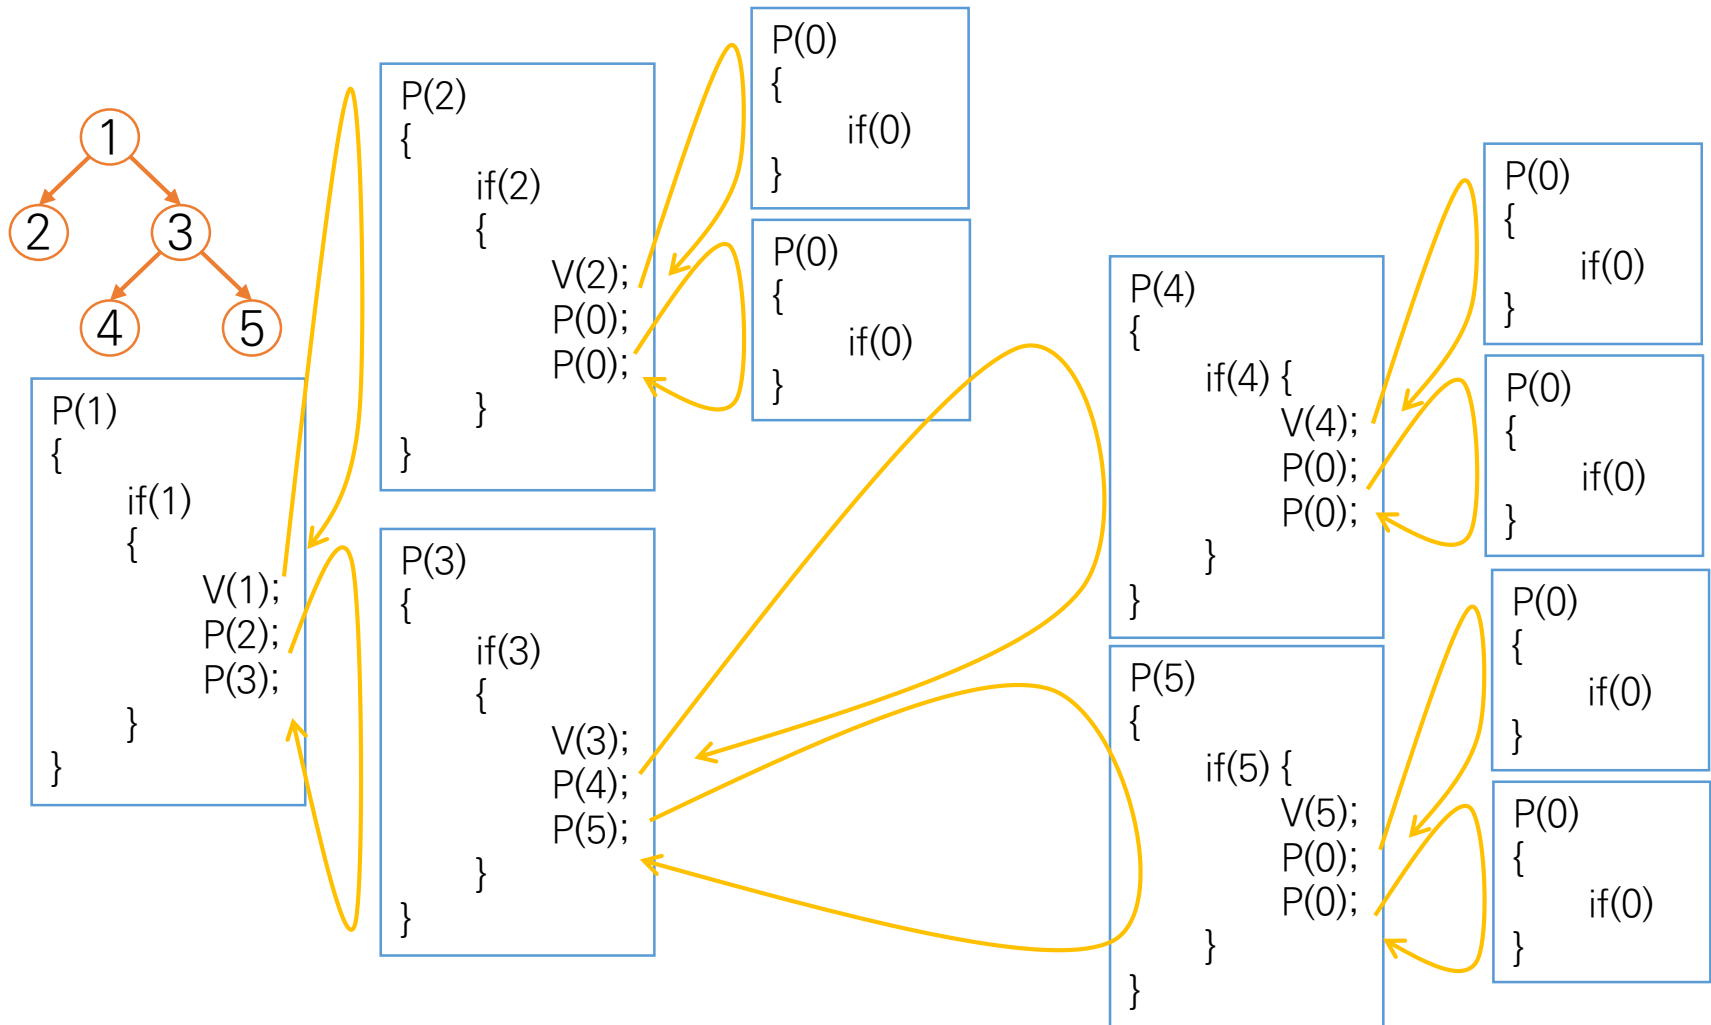 1
2
3
4
5
P(1)
{
if(1)
{
V(1);
P(2);
P(3);
}
}
P(2)
{
if(2)
{
V(2);
P(0);
P(0);
}
}
P(0)
{
if(0)
}
P(0)
{
if(0)
}
P(3)
{
if(3)
{
V(3);
P(4);
P(5);
}
}
P(4)
{
if(4) {
V(4);
P(0);
P(0);
}
}
P(0)
{
if(0)
}
P(0)
{
if(0)
}
P(5)
{
if(5) {
V(5);
P(0);
P(0);
}
}
P(0)
{
if(0)
}
P(0)
{
if(0)
}